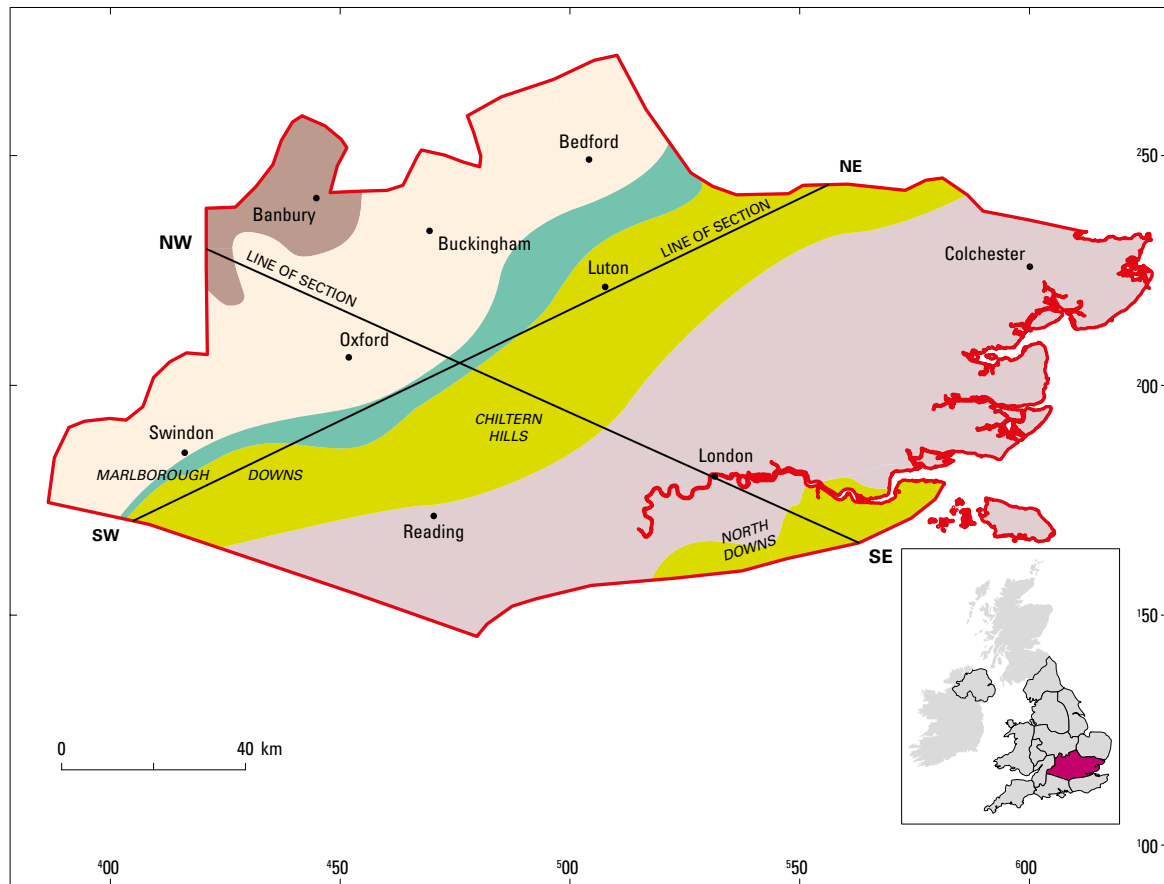 Bedford
²50
NE
Banbury
NW
Buckingham
LINE OF SECTION
LINE OF SECTION
Colchester
Luton
Oxford
²00
CHILTERN
HILLS
Swindon
MARLBOROUGH DOWNS
London
SW
Reading
NORTH
DOWNS
SE
¹50
0 40 km
¹00
⁴00 ⁴50 ⁵00 ⁵50 ⁶00